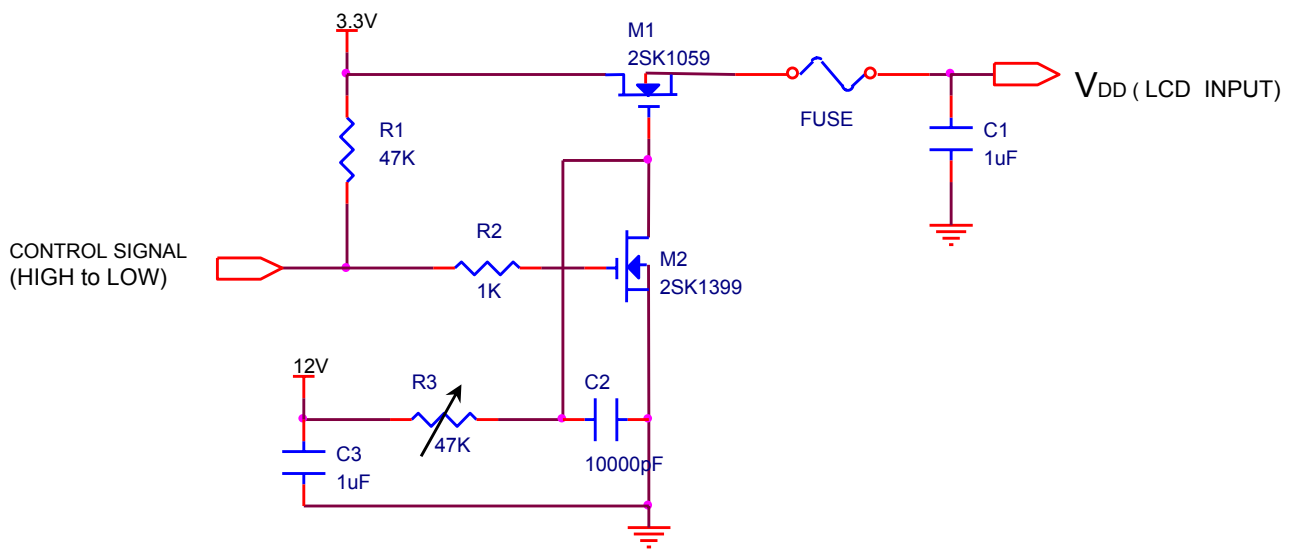 3.3V
M1
2SK1059
FUSE
VDD ( LCD INPUT)
R1
47K
C1
1uF
CONTROL SIGNAL
(HIGH to LOW)
R2
1K
M2
2SK1399
12V
R3
47K
C2
10000pF
C3
1uF